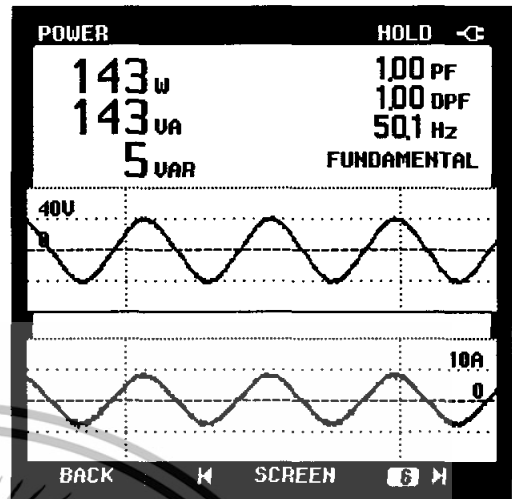 POWER HOLD
143 W 1.00 PF
143 VA 1.00 DPF
5 VAR 50.1 Hz
FUNDAMENTAL
40V
0
10A
0
BACK SCREEN 6